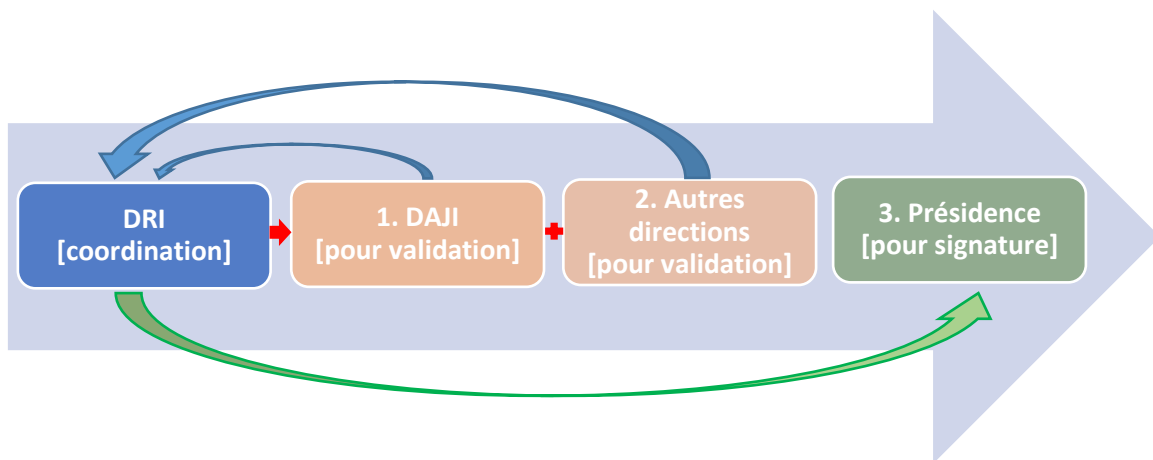 DRI
[coordination]
1. DAJI
[pour validation]
2. Autres
directions
[pour validation]
3. Présidence
[pour signature]